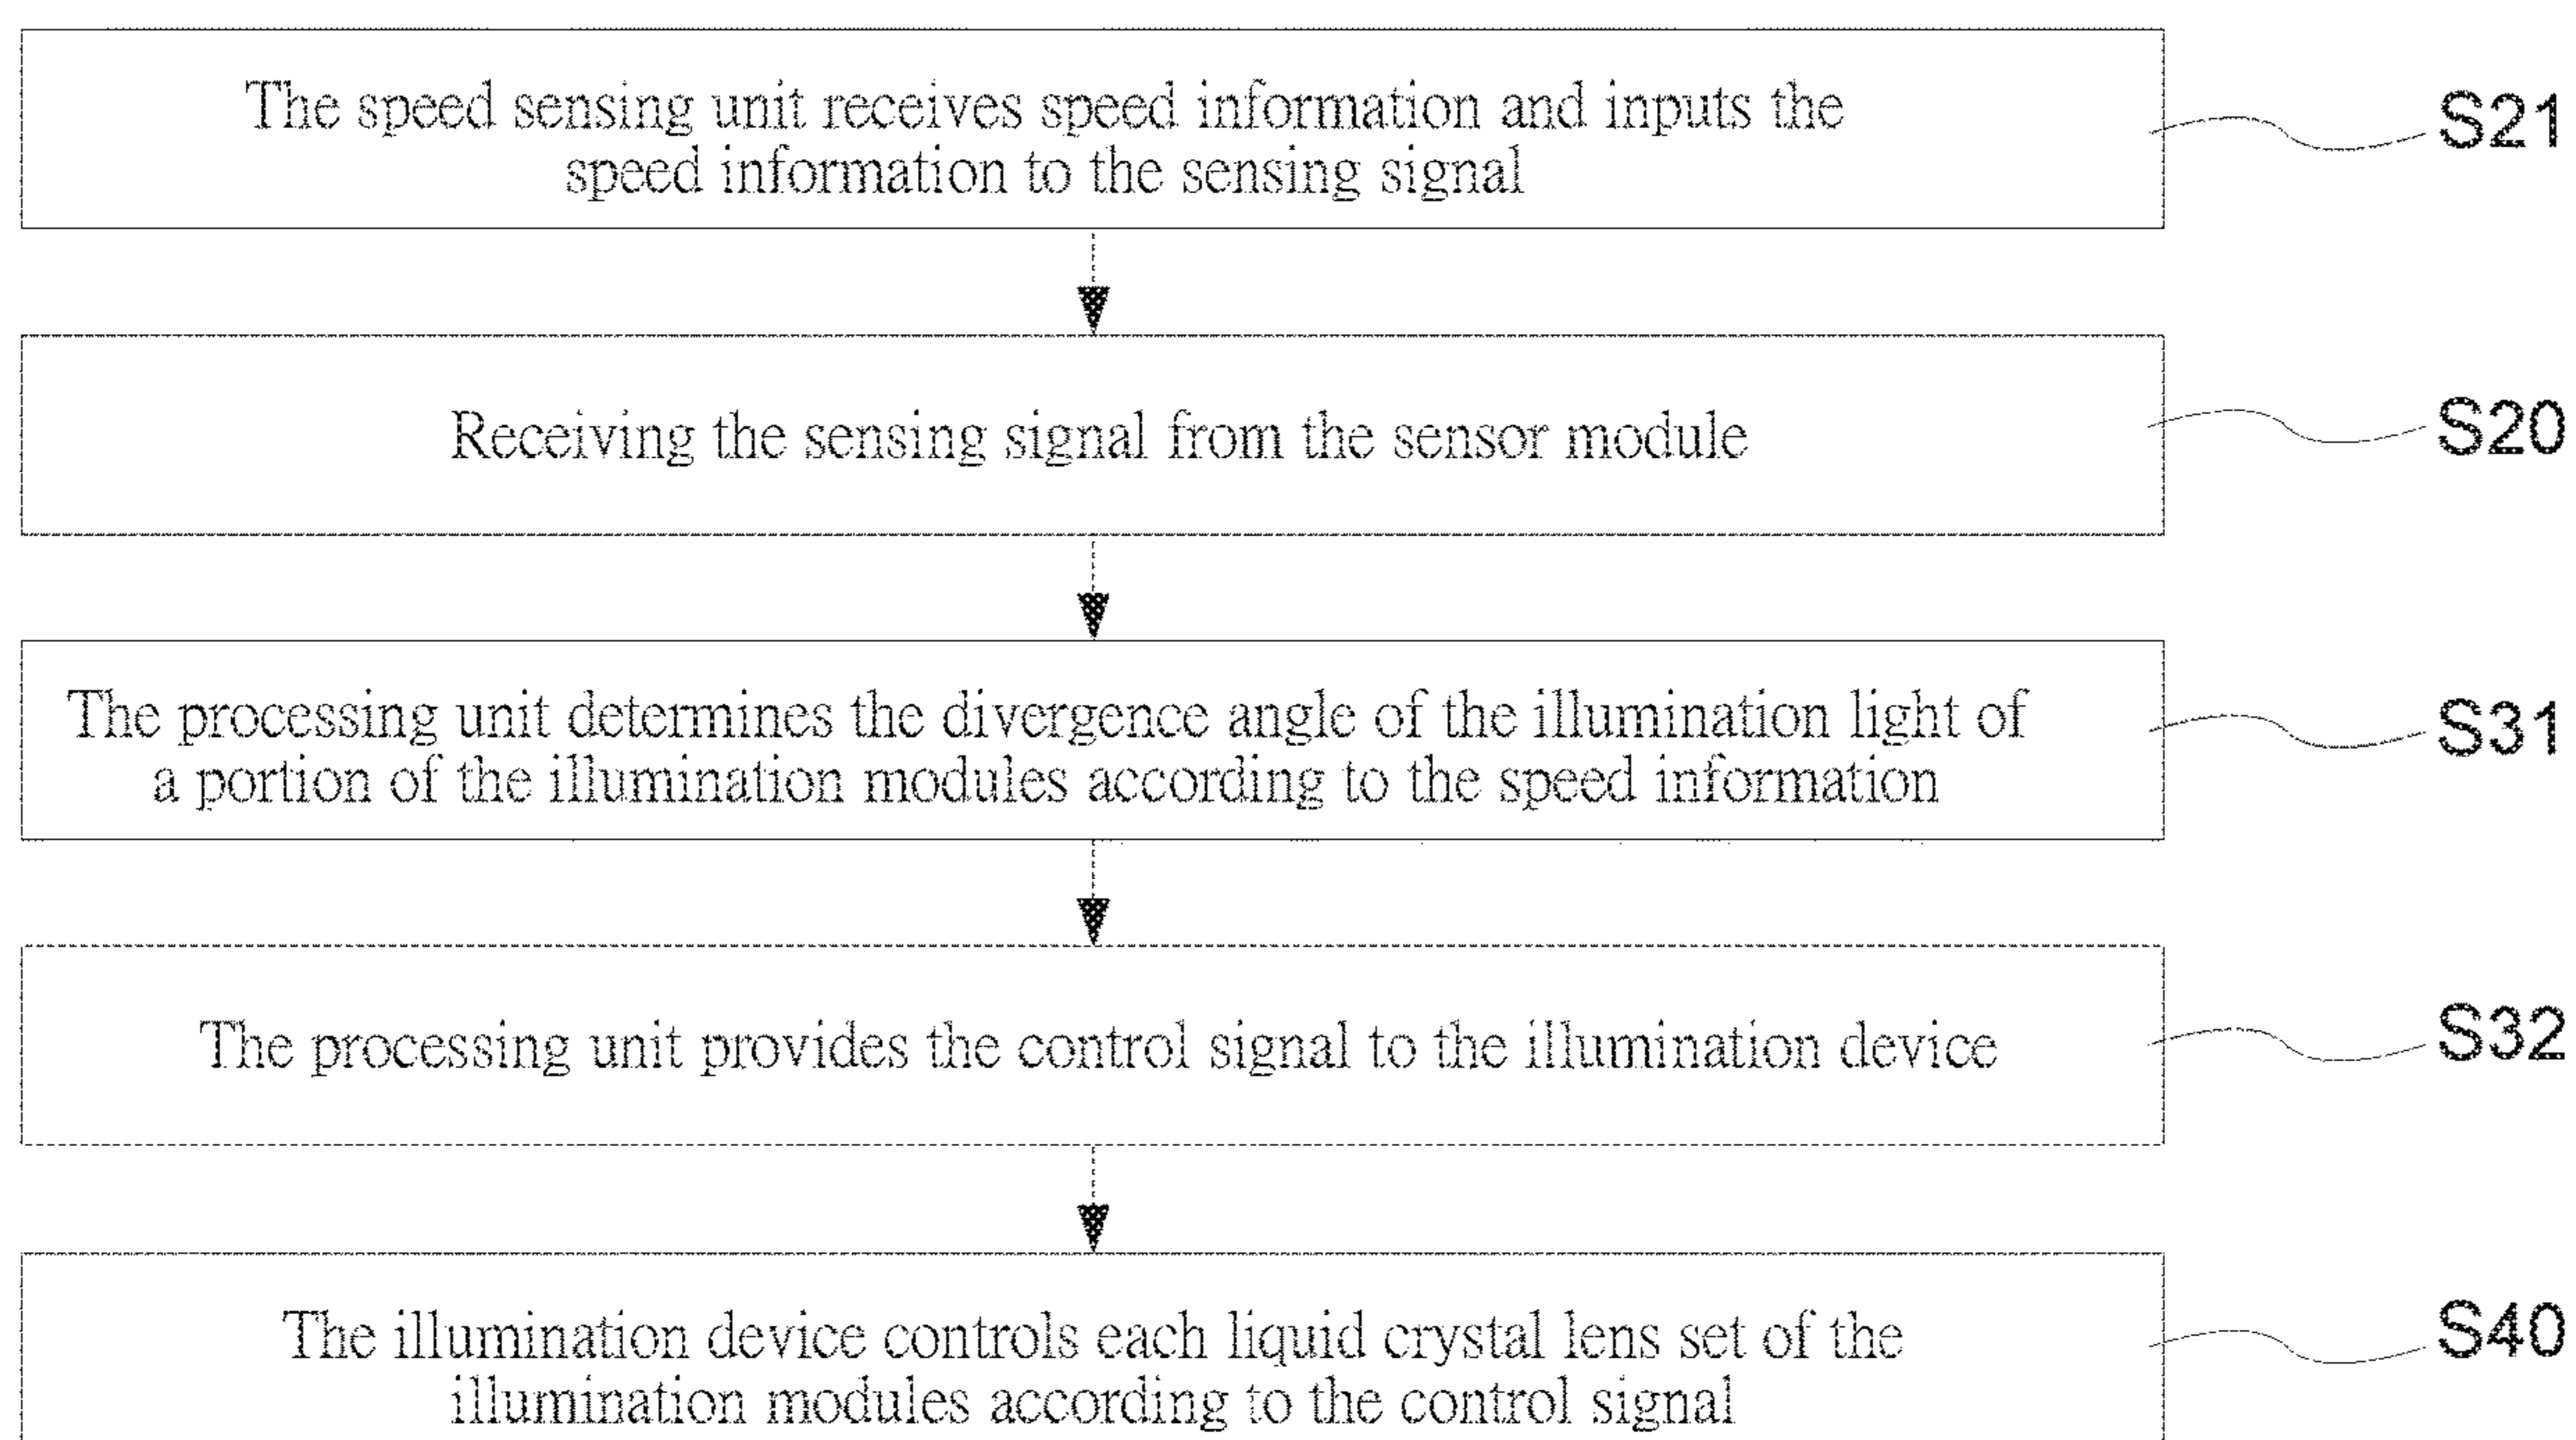 The speed sensing unit receives speed information and inputs the
speed information to the sensing signal
S21
Receiving the sensing signal from the sensor module
S20
The processing unit determines the divergence angle of the illumination light of
a portion of the illumination modules according to the speed information
S31
The processing unit provides the control signal to the illumination device
S32
The illumination device controls each liquid crystal lens set of the
illumination modules according to the control signal
S40